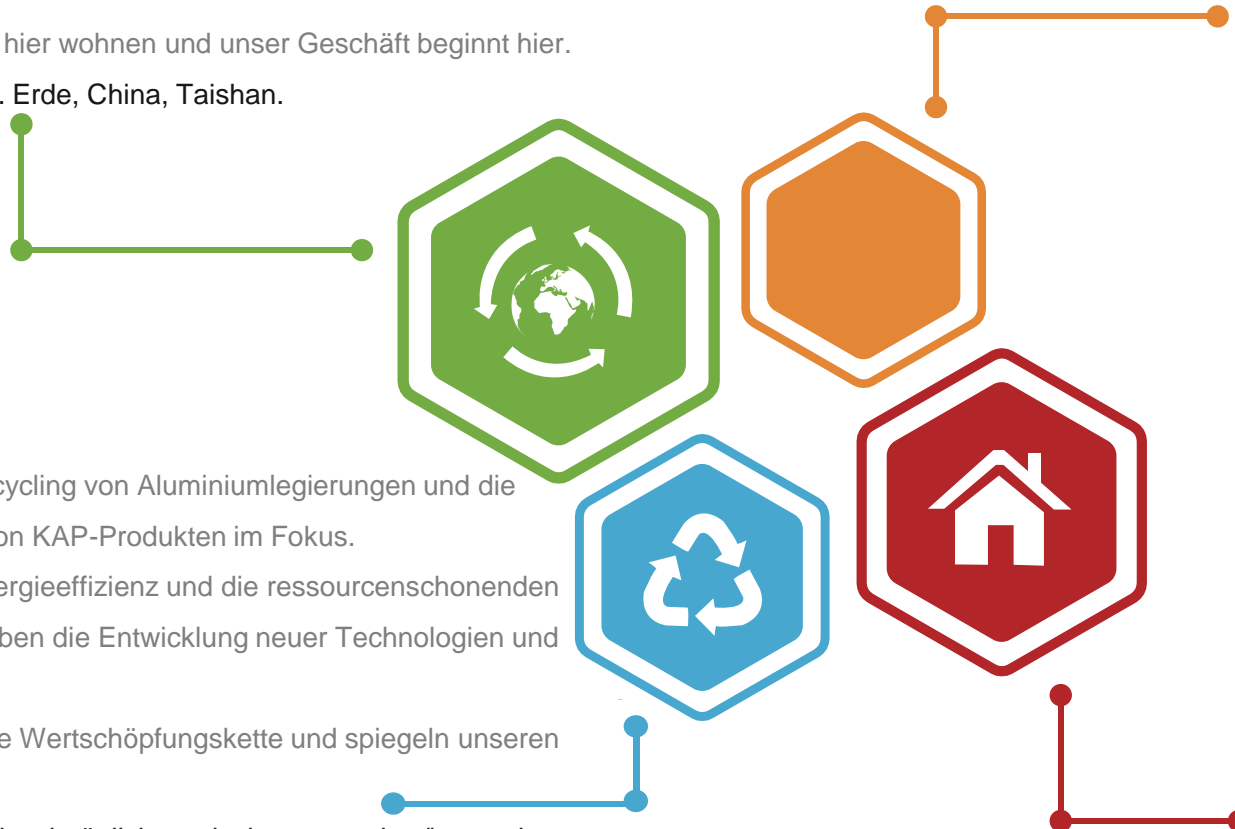 hier wohnen und unser Geschäft beginnt hier.
. Erde, China, Taishan.
cycling von Aluminiumlegierungen und die
on KAP-Produkten im Fokus.
ergieeffizienz und die ressourcenschonenden
ben die Entwicklung neuer Technologien und
e Wertschöpfungskette und spiegeln unseren